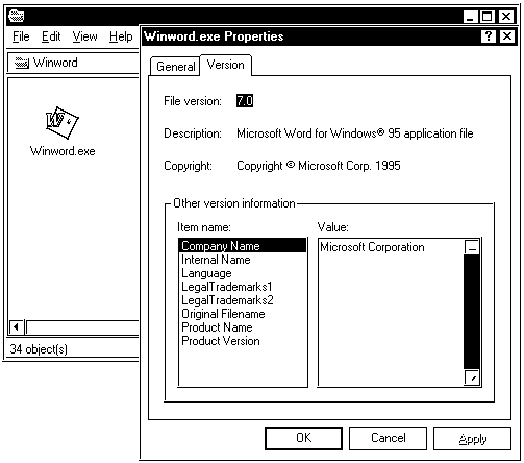 File Edit View Help
Winword
Winword.exe
34 object(s)
Winword.exe Properties
General
Version
File version: 7.0
Description: Microsoft Word for Windows® 95 application file
Copyright: Copyright © Microsoft Corp. 1995
Other version information
Item name: Value:
Company Name Microsoft Corporation
Internal Name
Language
LegalTrademarks1
LegalTrademarks2
Original Filename
Product Name
Product Version
OK Cancel Apply